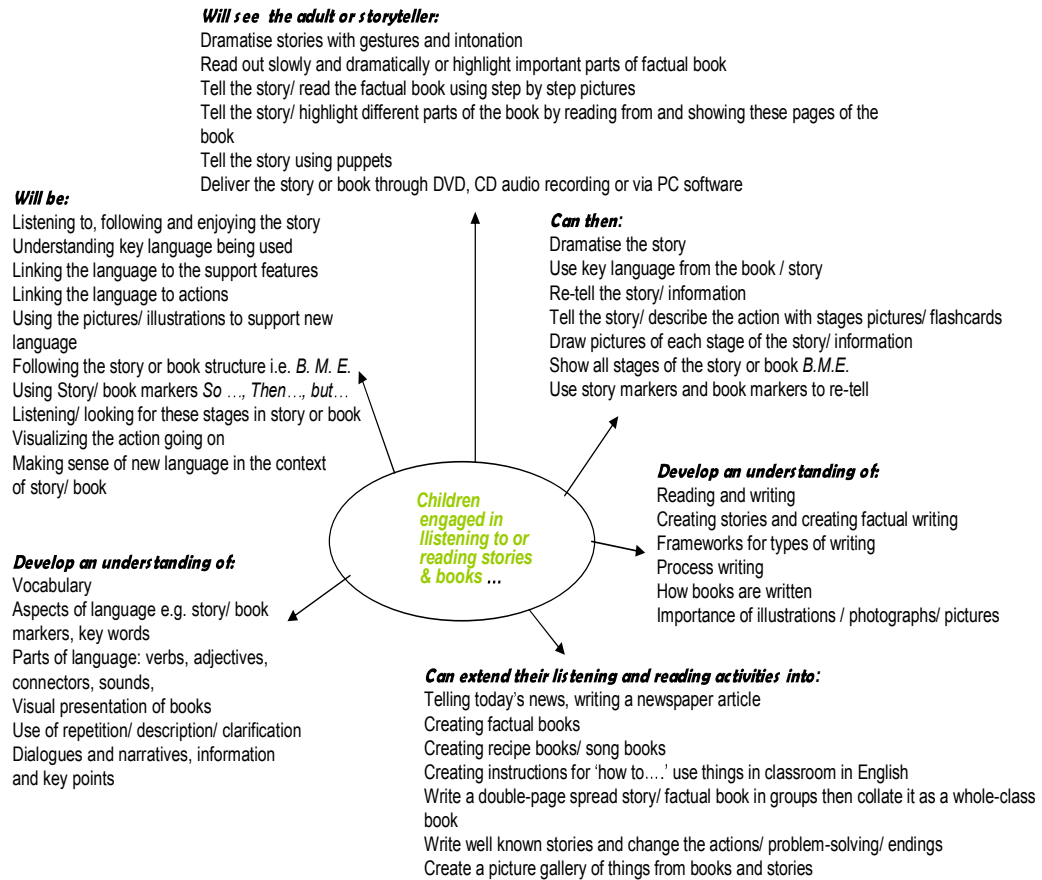 Will see the adult or storyteller:
Dramatise stories with gestures and intonation
Read out slowly and dramatically or highlight important parts of factual book
Tell the story/ read the factual book using step by step pictures
Tell the story/ highlight different parts of the book by reading from and showing these pages of the
book
Tell the story using puppets
Deliver the story or book through DVD, CD audio recording or via PC software
Will be:
Listening to, following and enjoying the story
Understanding key language being used
Linking the language to the support features
Linking the language to actions
Using the pictures/ illustrations to support new
language
Following the story or book structure i.e. B. M. E.
Using Story/ book markers So …, Then…, but…
Listening/ looking for these stages in story or book
Visualizing the action going on
Making sense of new language in the context
of story/ book
Can then:
Dramatise the story
Use key language from the book / story
Re-tell the story/ information
Tell the story/ describe the action with stages pictures/ flashcards
Draw pictures of each stage of the story/ information
Show all stages of the story or book B.M.E.
Use story markers and book markers to re-tell
Children
engaged in
Llistening to or
reading stories
& books …
Develop an understanding of:
Reading and writing
Creating stories and creating factual writing
Frameworks for types of writing
Process writing
How books are written
Importance of illustrations / photographs/ pictures
Develop an understanding of:
Vocabulary
Aspects of language e.g. story/ book
markers, key words
Parts of language: verbs, adjectives,
connectors, sounds,
Visual presentation of books
Use of repetition/ description/ clarification
Dialogues and narratives, information
and key points
Can extend their listening and reading activities into:
Telling today's news, writing a newspaper article
Creating factual books
Creating recipe books/ song books
Creating instructions for 'how to….' use things in classroom in English
Write a double-page spread story/ factual book in groups then collate it as a whole-class
book
Write well known stories and change the actions/ problem-solving/ endings
Create a picture gallery of things from books and stories